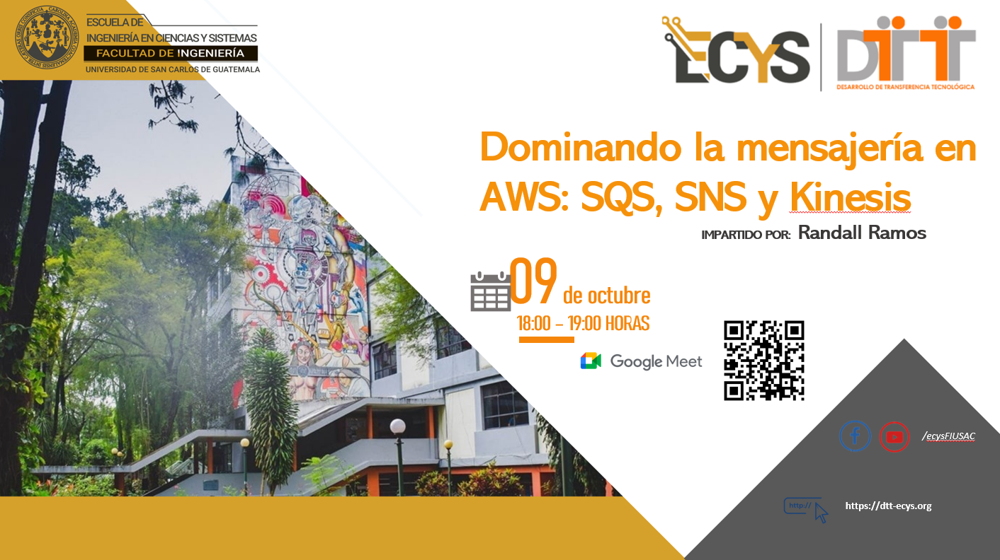 ESCUELA DE
INGENIERÍA EN CIENCIAS Y SISTEMAS
FACULTAD DE INGENIERÍA
UNIVERSIDAD DE SAN CARLOS DE GUATEMALA
ECYS
DTT
DESARROLLO DE TRANSFERENCIA TECNOLÓGICA
Dominando la mensajería en
AWS: SQS, SNS y Kinesis
IMPARTIDO POR: Randall Ramos
09 de octubre
18:00 – 19:00 HORAS
Google Meet
/ecysFIUSAC
http://
https://dtt-ecys.org